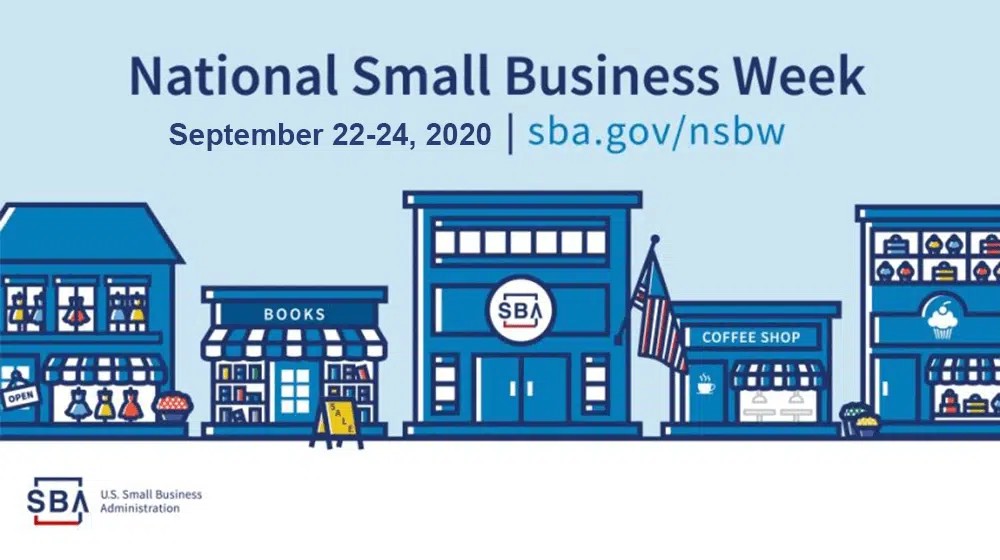 National Small Business Week
September 22-24, 2020 | sba.gov/nsbw
BOOKS
SBA
COFFEE SHOP
OPEN
SALE
SBA
U.S. Small Business
Administration